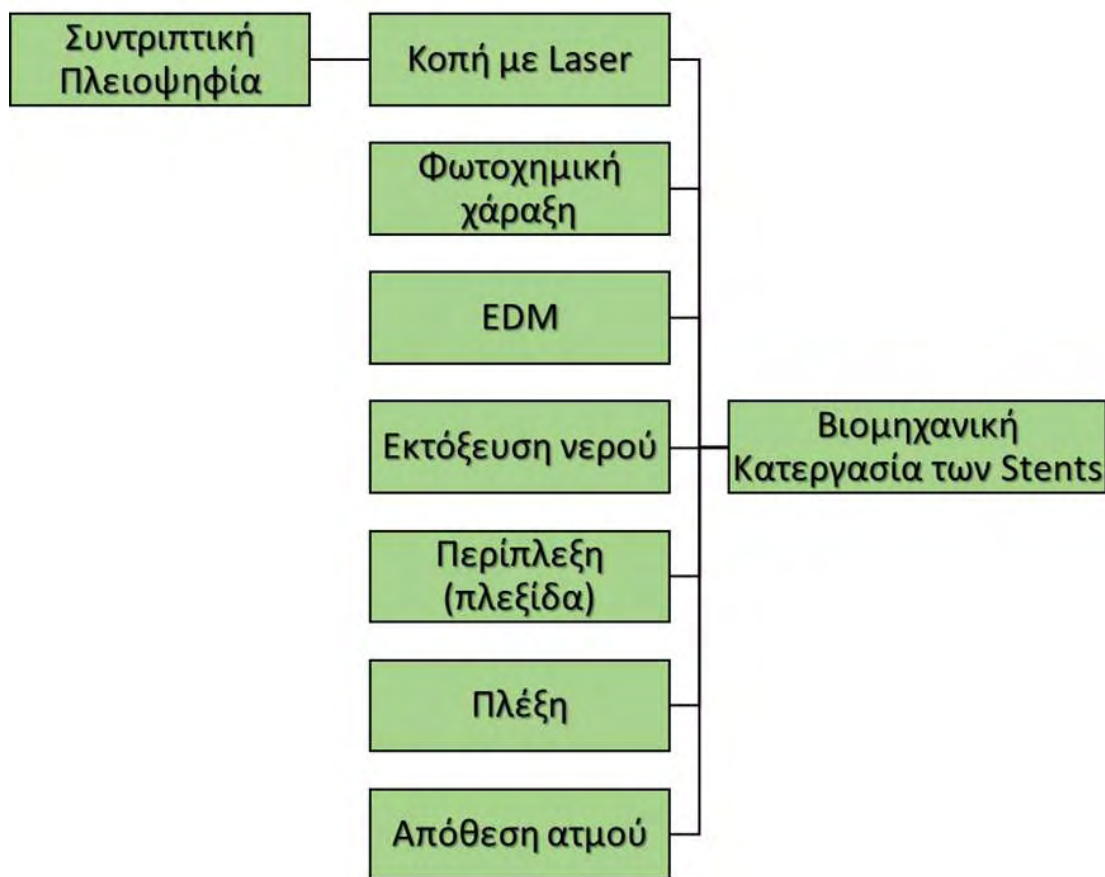 Συντριπτική
Πλειοψηφία
Κοπή με Laser
Φωτοχημική
χάραξη
EDM
Εκτόξευση νερού
Περίπλεξη
(πλεξίδα)
Πλέξη
Απόθεση ατμού
Βιομηχανική
Κατεργασία των Stents